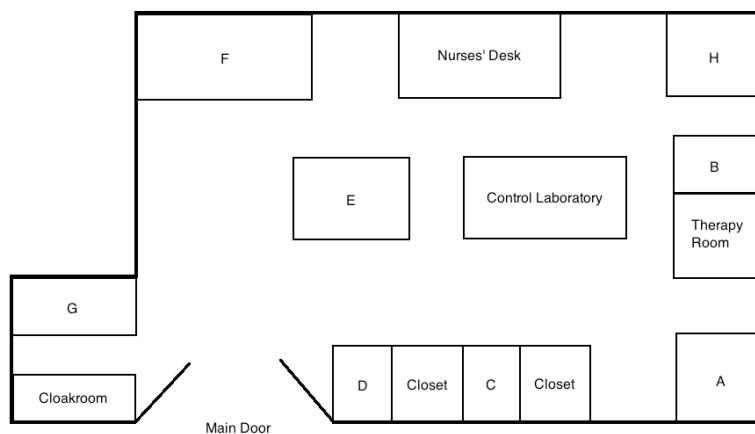 F
Nurses' Desk
H
E
Control Laboratory
B
Therapy
Room
G
Cloakroom
D
Closet
C
Closet
A
Main Door